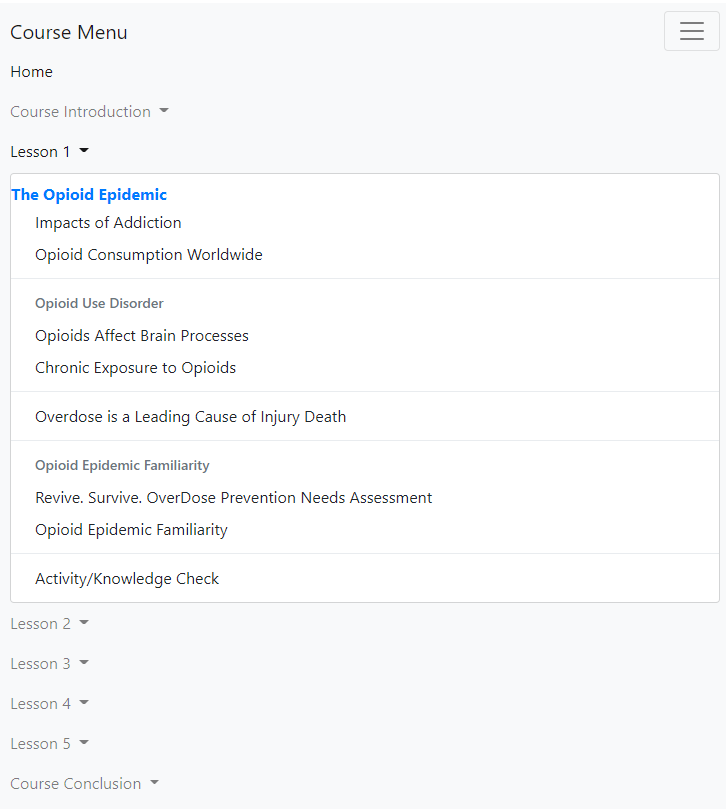 Course Menu
Home
Course Introduction
Lesson 1
The Opioid Epidemic
Impacts of Addiction
Opioid Consumption Worldwide
Opioid Use Disorder
Opioids Affect Brain Processes
Chronic Exposure to Opioids
Overdose is a Leading Cause of Injury Death
Opioid Epidemic Familiarity
Revive. Survive. OverDose Prevention Needs Assessment
Opioid Epidemic Familiarity
Activity/Knowledge Check
Lesson 2
Lesson 3
Lesson 4
Lesson 5
Course Conclusion